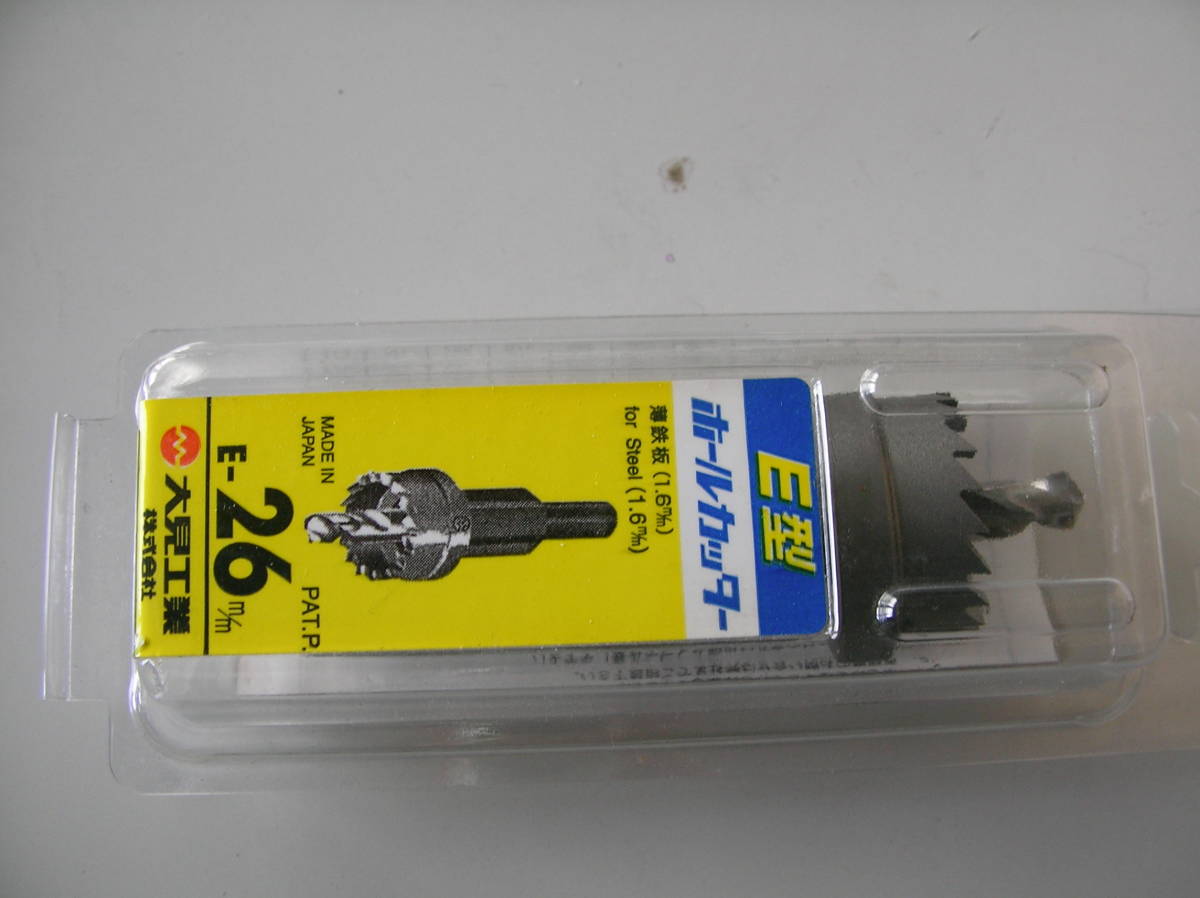 E型
ホールカッター
薄鉄板(1.6m/m)
for Steel(1.6m/m)
MADE IN
JAPAN
PAT.P.
E-26m/m
大見工業
株式会社